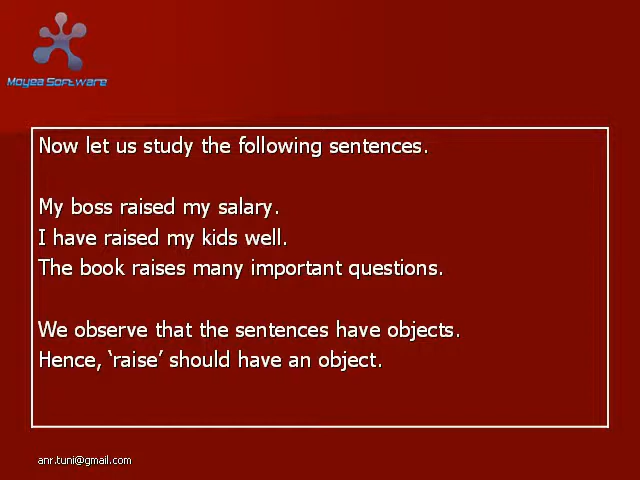 Moyea Software
Now let us study the following sentences.
My boss raised my salary.
I have raised my kids well.
The book raises many important questions.
We observe that the sentences have objects.
Hence, ‘raise’ should have an object.
anr.tuni@gmail.com